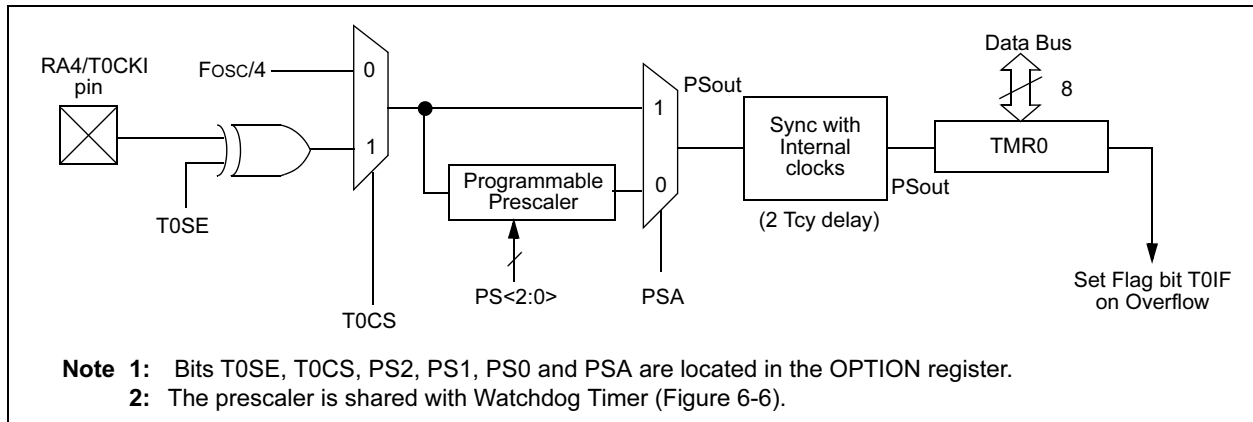 RA4/T0CKI
pin
FOSC/4
0
1
T0SE
T0CS
Programmable
Prescaler
PS<2:0>
1
0
PSA
PSout
Sync with
Internal
clocks
(2 Tcy delay)
PSout
Data Bus
8
TMR0
Set Flag bit T0IF
on Overflow
Note 1: Bits T0SE, T0CS, PS2, PS1, PS0 and PSA are located in the OPTION register.
2: The prescaler is shared with Watchdog Timer (Figure 6-6).